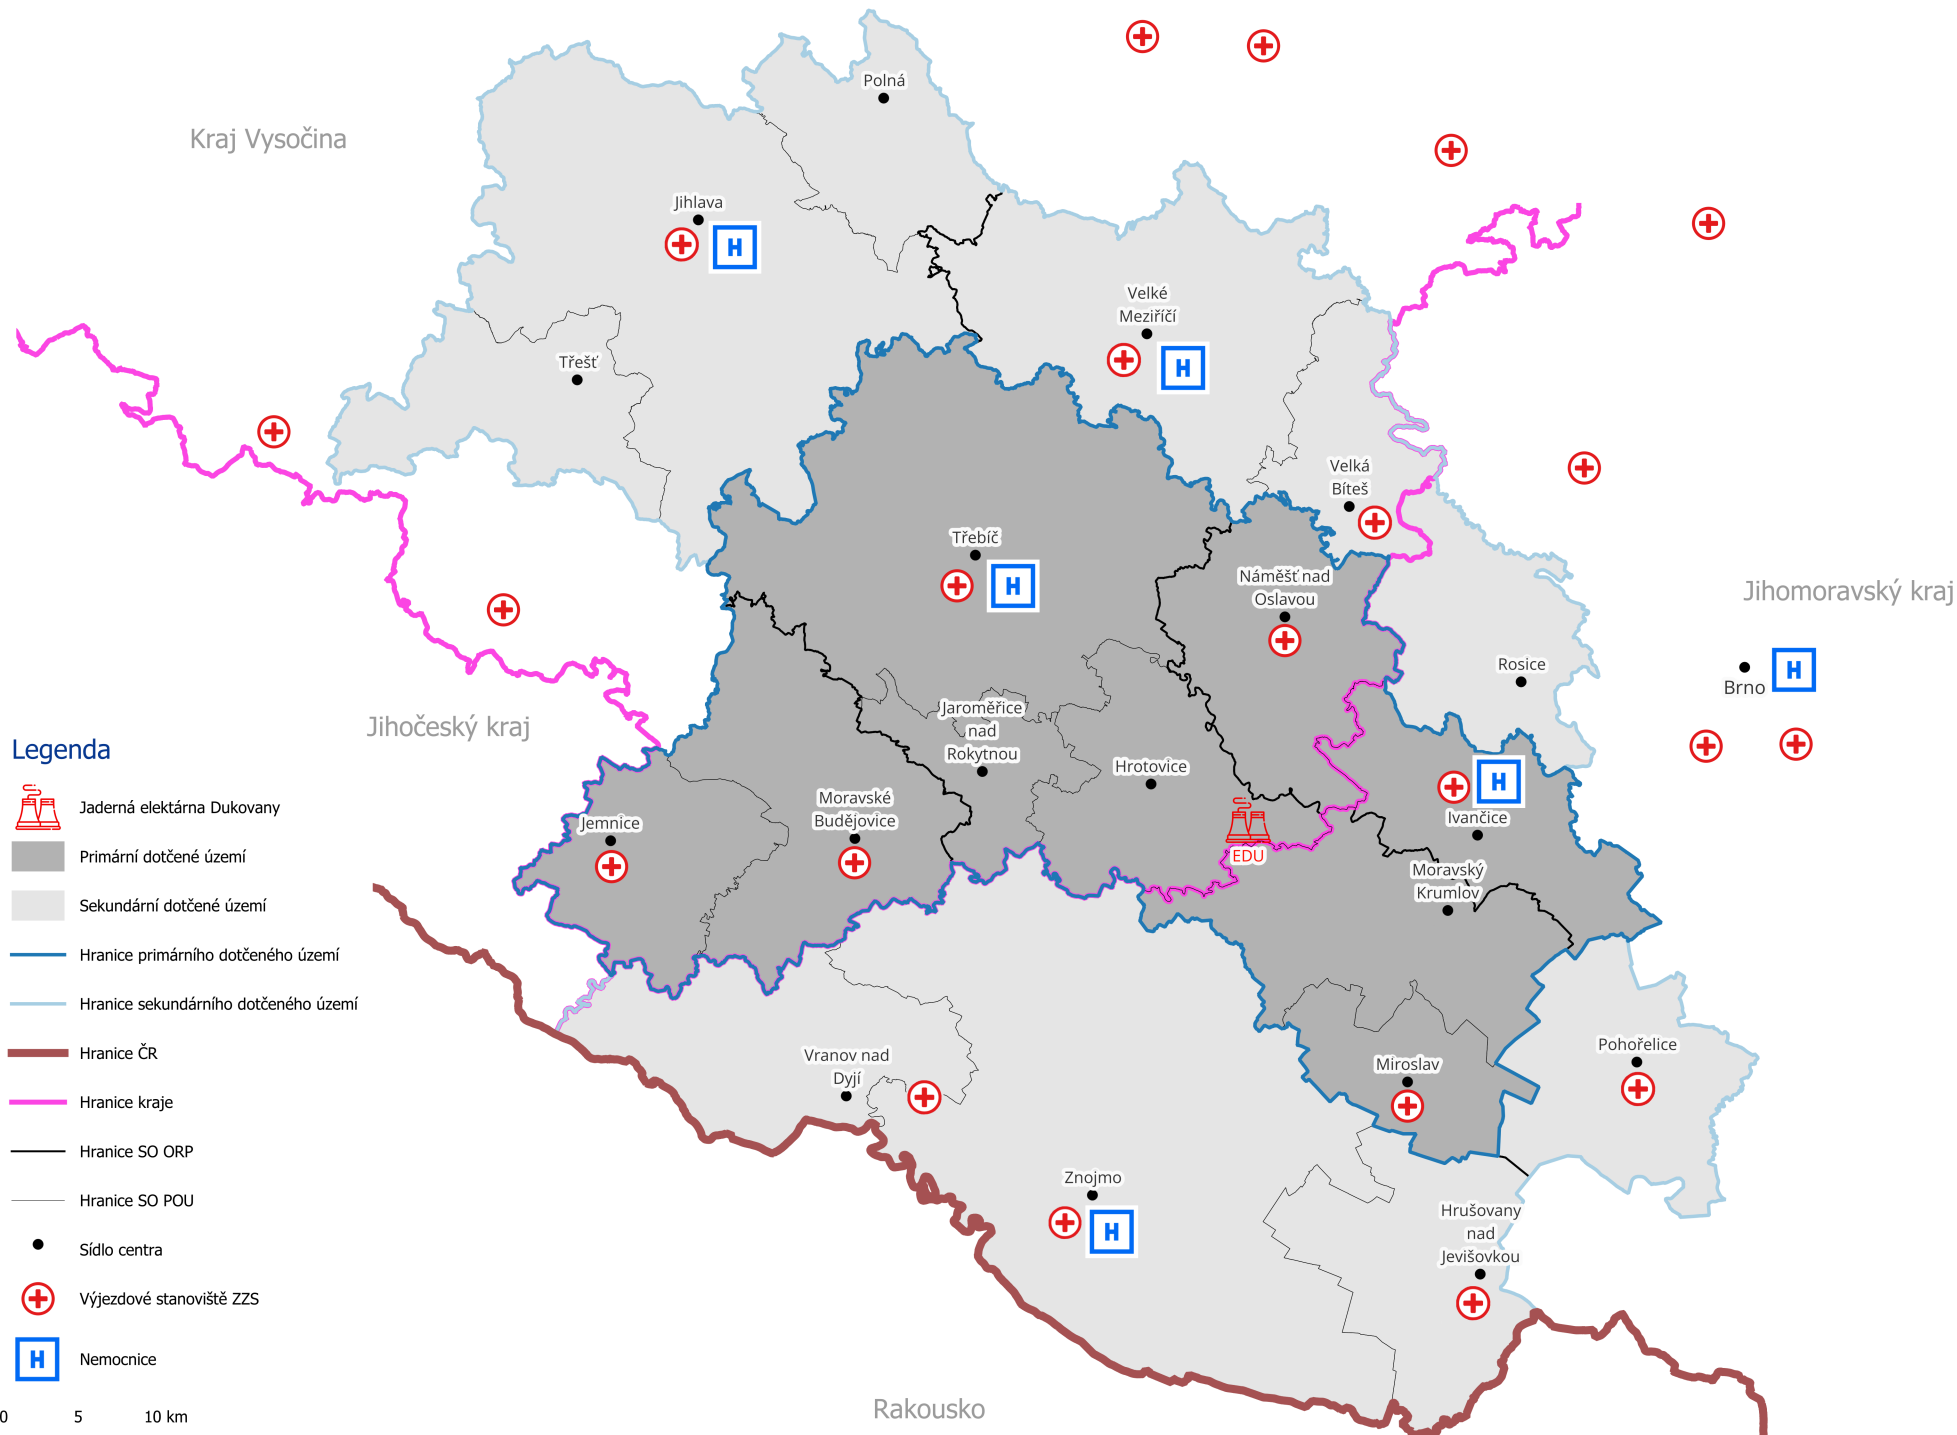 Polná
Kraj Vysočina
Jihlava
Velké
Meziříčí
Třešť
Velká
Bíteš
Třebíč
Náměšť nad
Oslavou
Jihomoravský kraj
Rosice
Brno
Jihočeský kraj
Jaroměřice
nad
Rokytnou
Hrotovice
Moravské
Budějovice
Jemnice
Ivančice
EDU
Moravský
Krumlov
Vranov nad
Dyjí
Miroslav
Pohořelice
Znojmo
Hrušovany
nad
Jevišovkou
Rakousko
Legenda
Jaderná elektárna Dukovany
Primární dotčené území
Sekundární dotčené území
Hranice primárního dotčeného území
Hranice sekundárního dotčeného území
Hranice ČR
Hranice kraje
Hranice SO ORP
Hranice SO POU
Sídlo centra
Výjezdové stanoviště ZZS
H Nemocnice
0 5 10 km